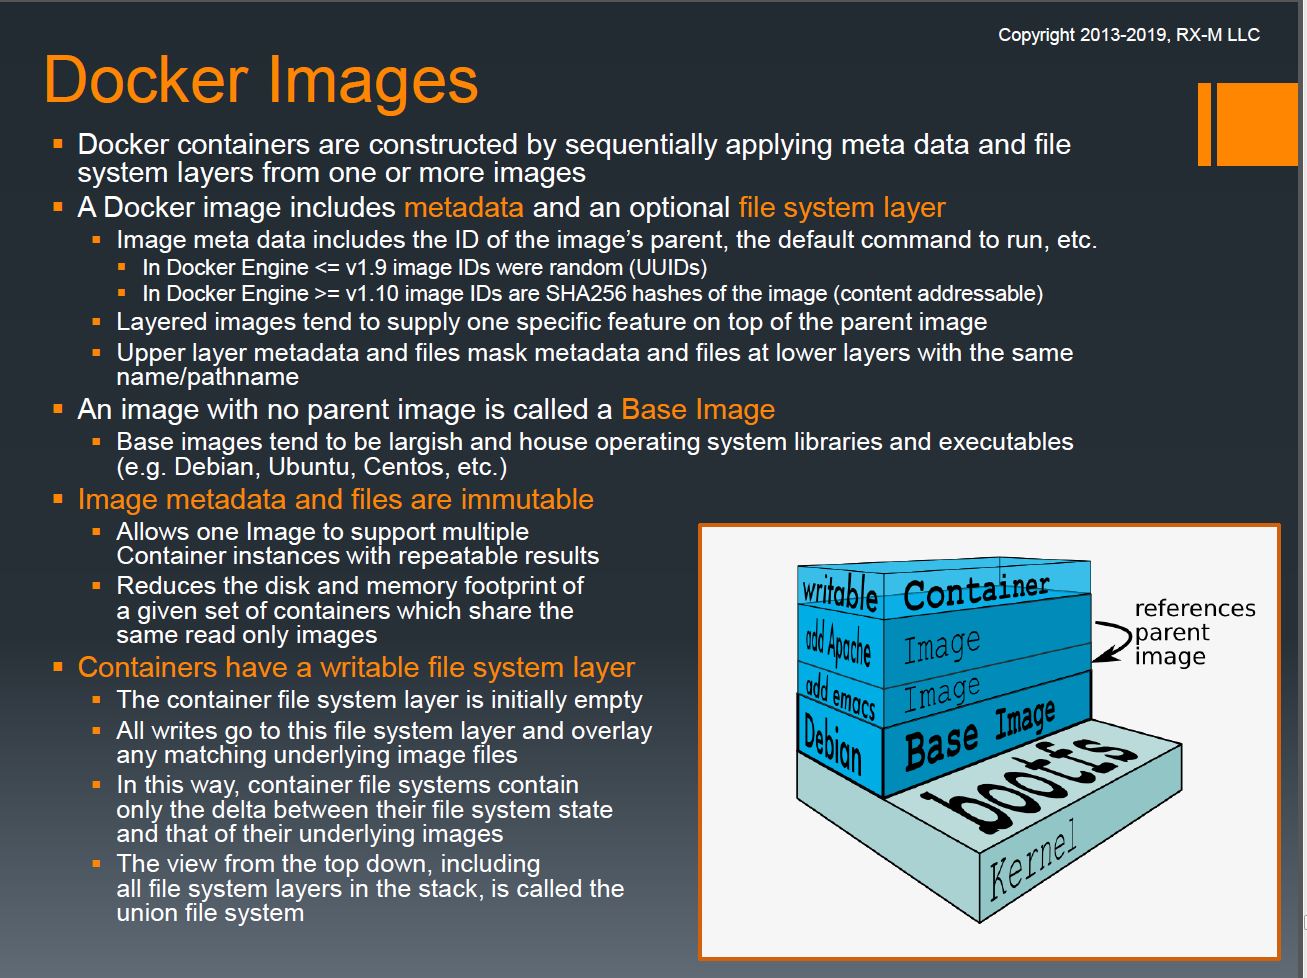 Copyright 2013-2019, RX-M LLC
Docker Images
Docker containers are constructed by sequentially applying meta data and file
system layers from one or more images
A Docker image includes metadata and an optional file system layer
Image meta data includes the ID of the image’s parent, the default command to run, etc.
In Docker Engine <= v1.9 image IDs were random (UUIDs)
In Docker Engine >= v1.10 image IDs are SHA256 hashes of the image (content addressable)
Layered images tend to supply one specific feature on top of the parent image
Upper layer metadata and files mask metadata and files at lower layers with the same
name/pathname
An image with no parent image is called a Base Image
Base images tend to be largish and house operating system libraries and executables
(e.g. Debian, Ubuntu, Centos, etc.)
Image metadata and files are immutable
Allows one Image to support multiple
Container instances with repeatable results
Reduces the disk and memory footprint of
a given set of containers which share the
same read only images
Containers have a writable file system layer
The container file system layer is initially empty
All writes go to this file system layer and overlay
any matching underlying image files
In this way, container file systems contain
only the delta between their file system state
and that of their underlying images
The view from the top down, including
all file system layers in the stack, is called the
union file system
writable Container
add Apache Image
add emacs Image
Debian Base Image
bootfs
Kernel
references
parent
image